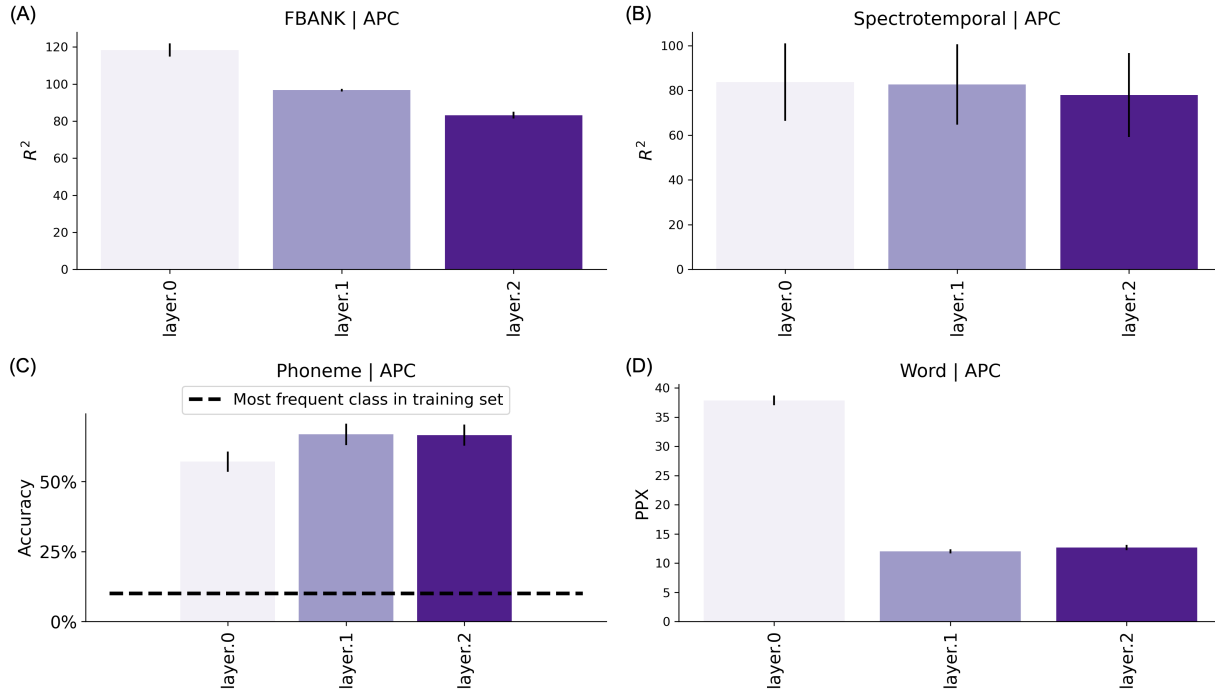 (A)
FBANK | APC
120
100
80
60
40
20
0
R²
layer.0
layer.1
layer.2
(B)
Spectrotemporal | APC
100
80
60
40
20
0
R²
layer.0
layer.1
layer.2
(C)
Phoneme | APC
Most frequent class in training set
50%
25%
0%
Accuracy
layer.0
layer.1
layer.2
(D)
Word | APC
40
35
30
25
20
15
10
5
0
PPX
layer.0
layer.1
layer.2